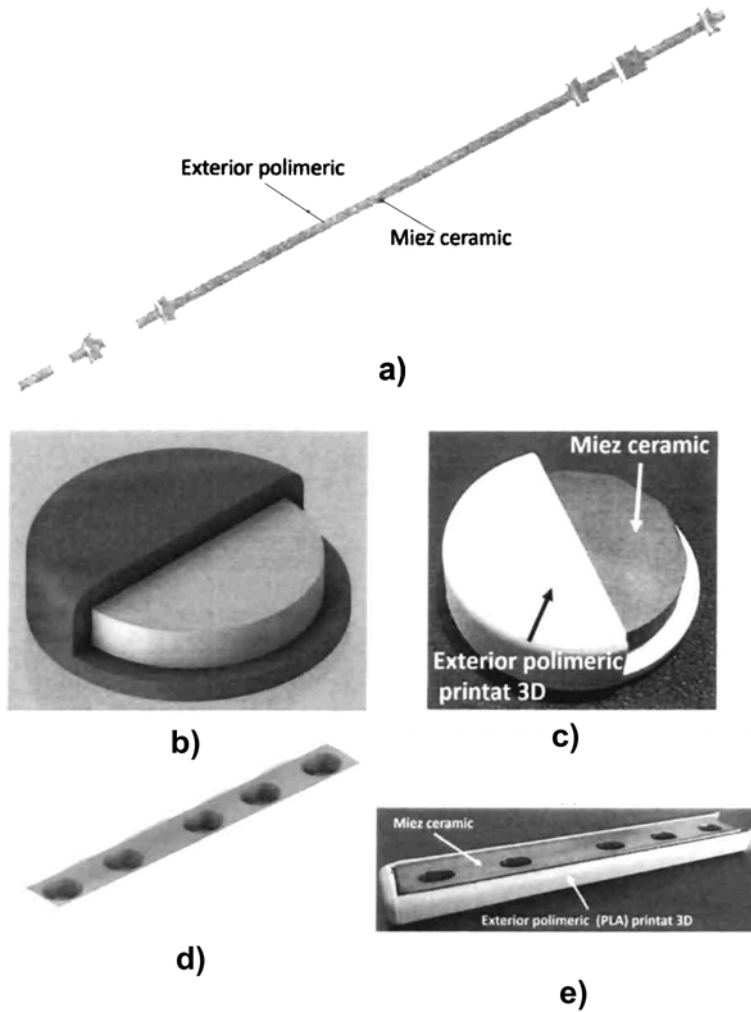 Exterior polimeric
Miez ceramic
a)
Miez ceramic
Exterior polimeric
printat 3D
b)
c)
Miez ceramic
Exterior polimeric (PLA) printat 3D
d)
e)